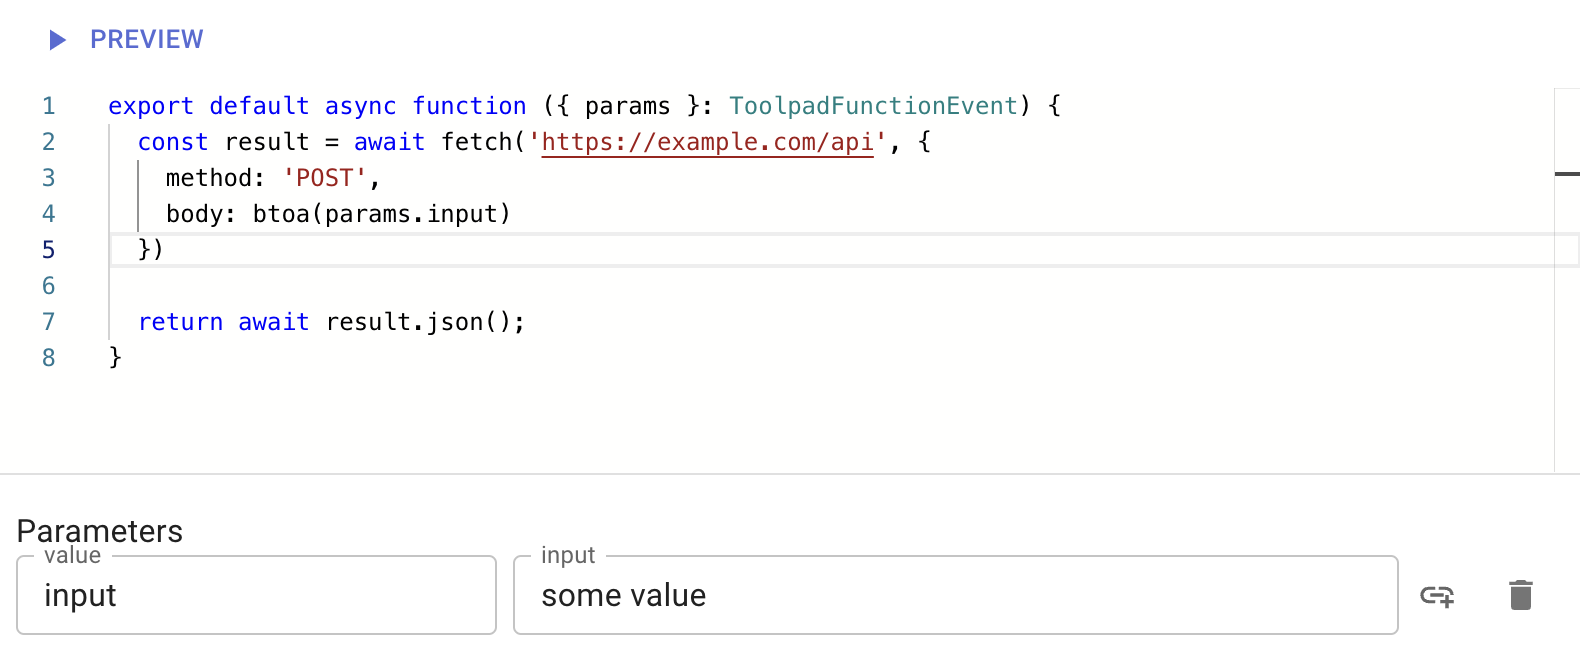 PREVIEW
1 export default async function ({ params }: ToolpadFunctionEvent) {
2 const result = await fetch('https://example.com/api', {
3 method: 'POST',
4 body: btoa(params.input)
5 })
6
7 return await result.json();
8 }
Parameters
value input
input some value